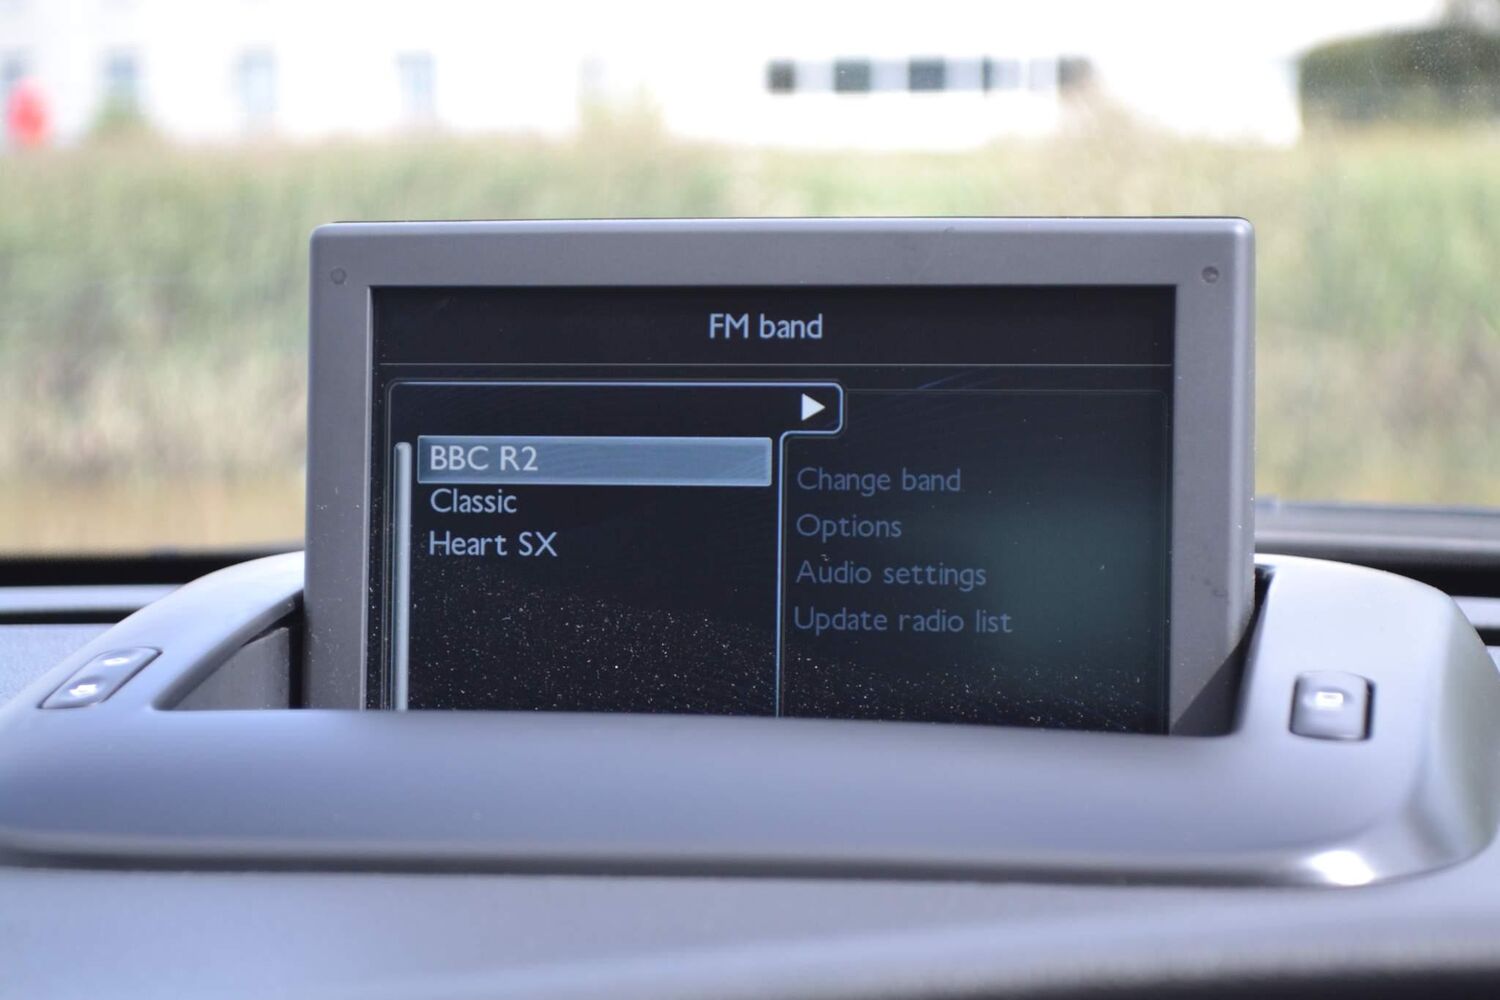 FM band
BBC R2
Classic
Heart SX
Change band
Options
Audio settings
Update radio list